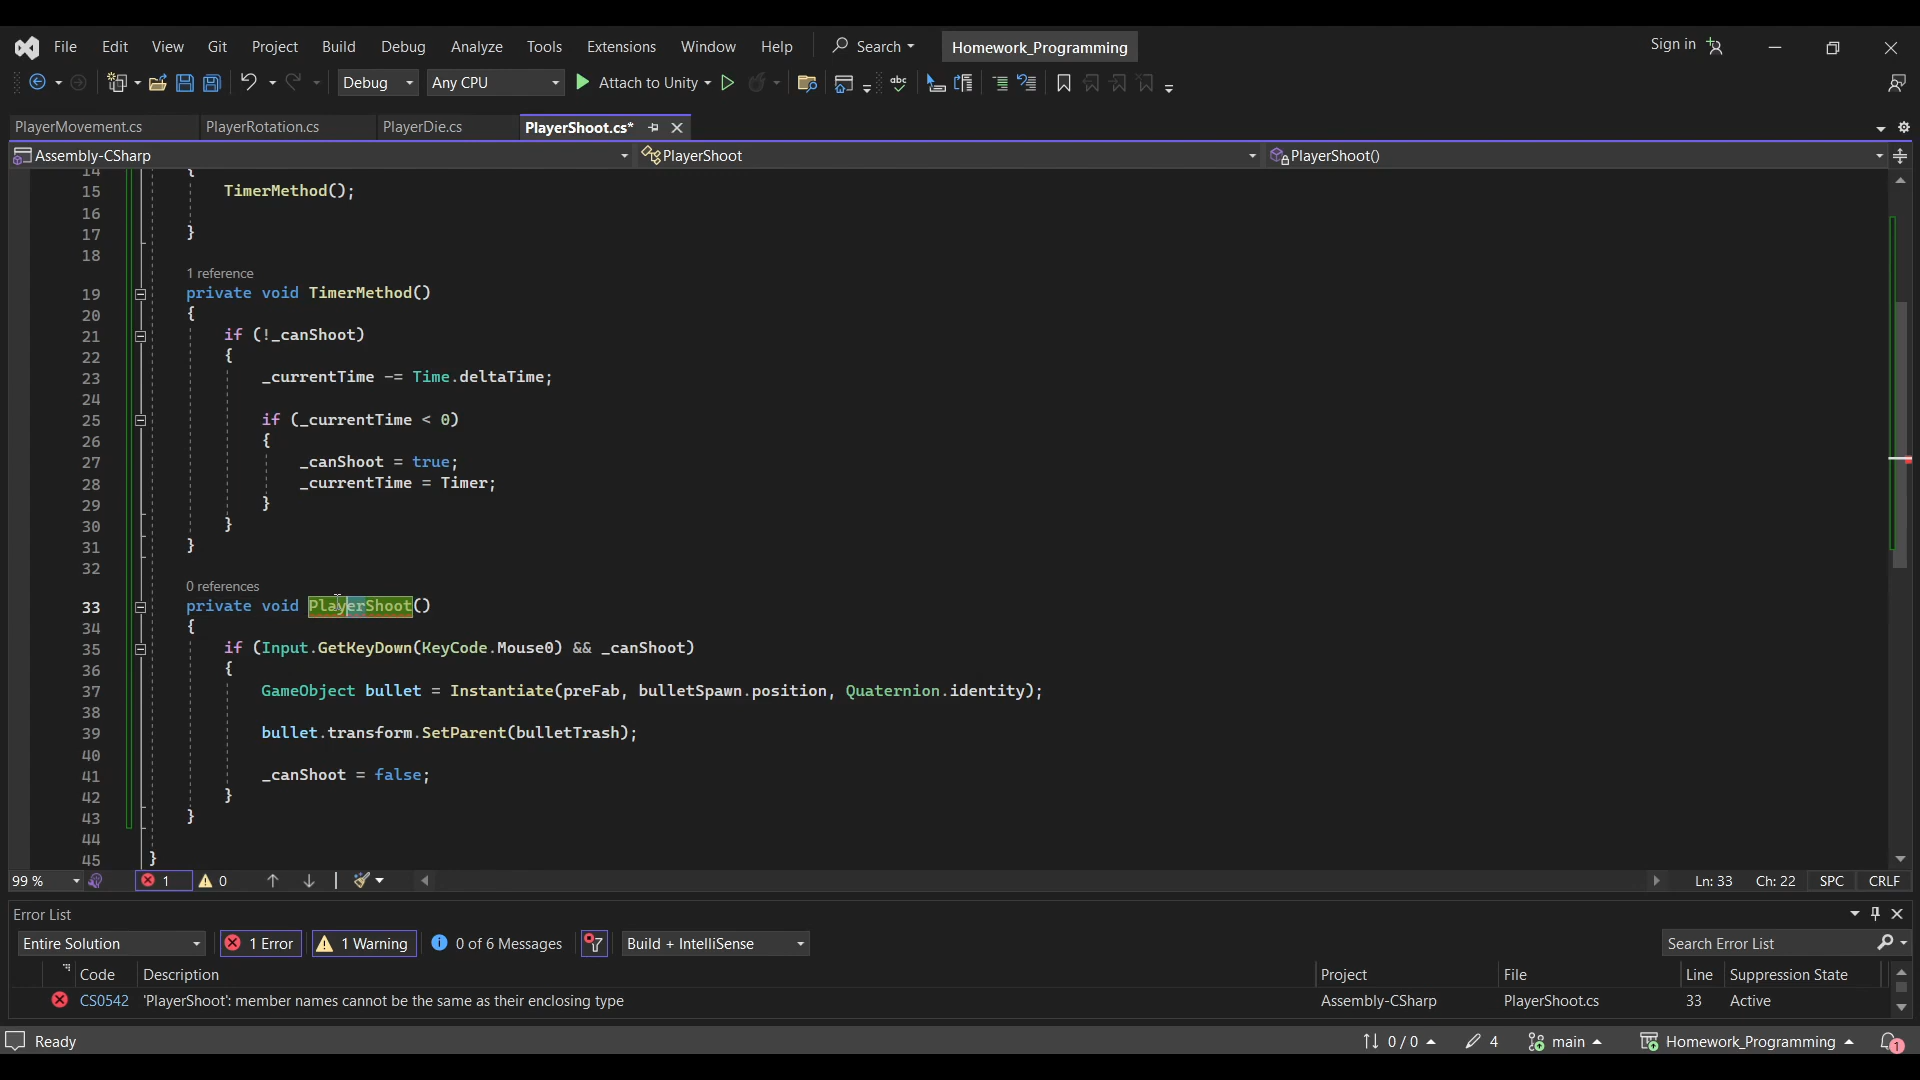 File Edit View Git Project Build Debug Analyze Tools Extensions Window Help Search Homework_Programming Sign in
Debug Any CPU Attach to Unity abc
PlayerMovement.cs PlayerRotation.cs PlayerDie.cs PlayerShoot.cs*
Assembly-CSharp PlayerShoot PlayerShoot()
14 {
15 TimerMethod();
16
17 }
18
1 reference
19 private void TimerMethod()
20 {
21 if (!_canShoot)
22 {
23 _currentTime -= Time.deltaTime;
24
25 if (_currentTime < 0)
26 {
27 _canShoot = true;
28 _currentTime = Timer;
29 }
30 }
31 }
32
0 references
33 private void PlayerShoot()
34 {
35 if (Input.GetKeyDown(KeyCode.Mouse0) && _canShoot)
36 {
37 GameObject bullet = Instantiate(preFab, bulletSpawn.position, Quaternion.identity);
38
39 bullet.transform.SetParent(bulletTrash);
40
41 _canShoot = false;
42 }
43 }
44
45 }
99 % 1 0 Ln: 33 Ch: 22 SPC CRLF
Error List
Entire Solution 1 Error 1 Warning 0 of 6 Messages Build + IntelliSense Search Error List
Code Description Project File Line Suppression State
CS0542 'PlayerShoot': member names cannot be the same as their enclosing type Assembly-CSharp PlayerShoot.cs 33 Active
Ready 0 / 0 4 main Homework_Programming 1